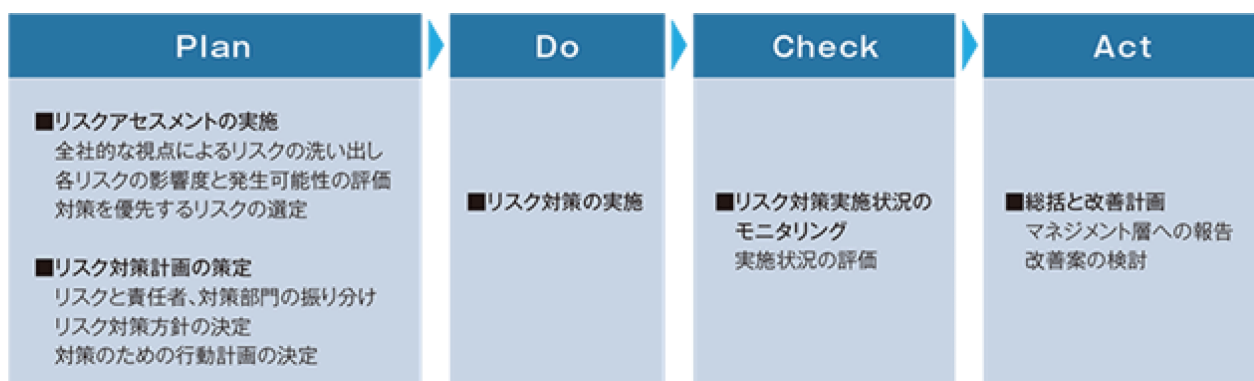 Plan
■リスクアセスメントの実施
全社的な視点によるリスクの洗い出し
各リスクの影響度と発生可能性の評価
対策を優先するリスクの選定
■リスク対策計画の策定
リスクと責任者、対策部門の振り分け
リスク対策方針の決定
対策のための行動計画の決定
Do
■リスク対策の実施
Check
■リスク対策実施状況の
モニタリング
実施状況の評価
Act
■総括と改善計画
マネジメント層への報告
改善案の検討